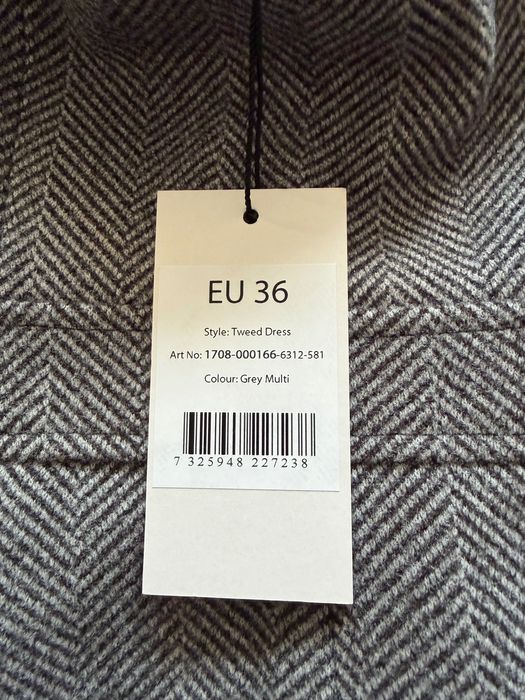 EU 36
Style: Tweed Dress
Art No: 1708-000166-6312-581
Colour: Grey Multi
7 325948 227238